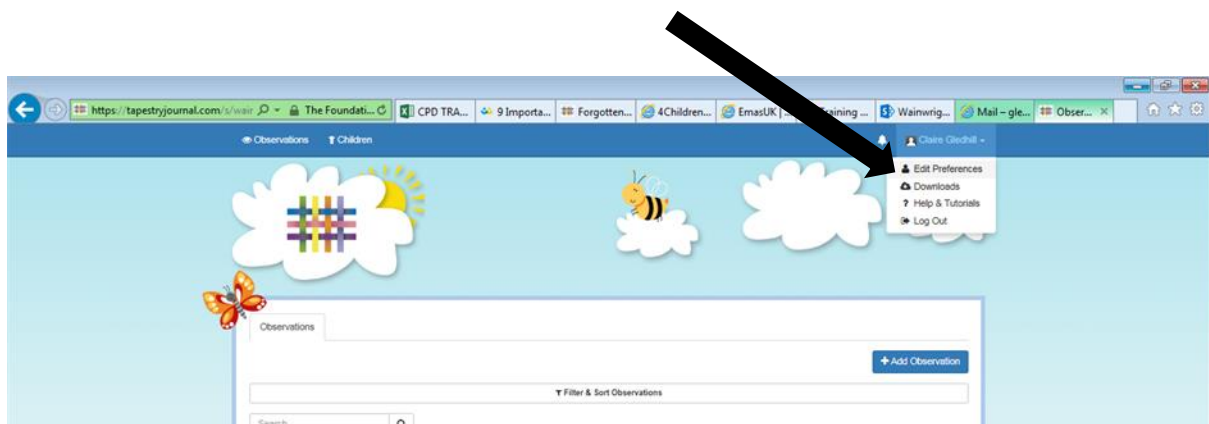 https://tapestryjournal.com/s/wair
The Foundati...
CPD TRA...
9 Importa...
Forgotten...
4Children...
EmasUK |
raining ...
Wainwrig...
Mail – gle...
Obser...
Observations
Children
Claire Gledhill
Edit Preferences
Downloads
? Help & Tutorials
Log Out
Observations
+ Add Observation
Filter & Sort Observations
Search